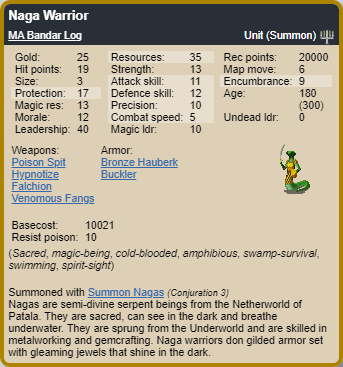 Naga Warrior
MA Bandar Log Unit (Summon)
Gold: 25 Resources: 35 Rec points: 20000
Hit points: 19 Strength: 13 Map move: 6
Size: 3 Attack skill: 11 Encumbrance: 9
Protection: 17 Defence skill: 12 Age: 180
Magic res: 13 Precision: 10 (300)
Morale: 12 Combat speed: 5 Undead ldr: 0
Leadership: 40 Magic ldr: 10
Weapons: Armor:
Poison Spit Bronze Hauberk
Hypnotize Buckler
Falchion
Venomous Fangs
Basecost: 10021
Resist poison: 10
(Sacred, magic-being, cold-blooded, amphibious, swamp-survival,
swimming, spirit-sight)
Summoned with Summon Nagas (Conjuration 3)
Nagas are semi-divine serpent beings from the Netherworld of
Patala. They are sacred, can see in the dark and breathe
underwater. They are sprung from the Underworld and are skilled in
metalworking and gemcrafting. Naga warriors don gilded armor set
with gleaming jewels that shine in the dark.